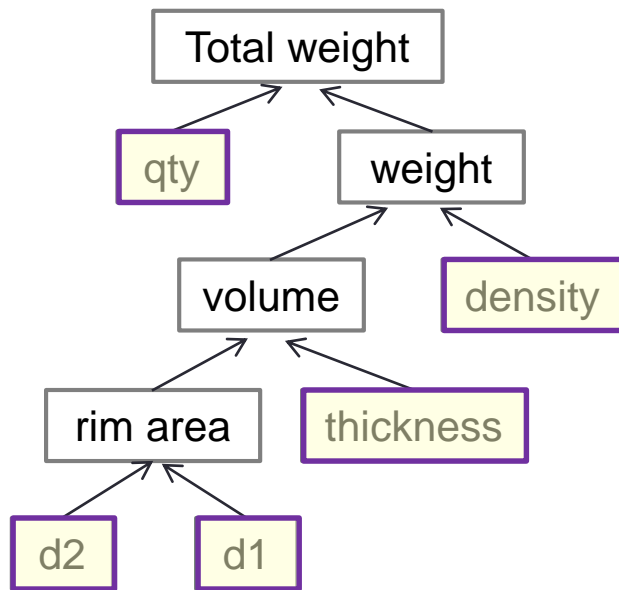 Total weight
qty
weight
volume
density
rim area
thickness
d2
d1